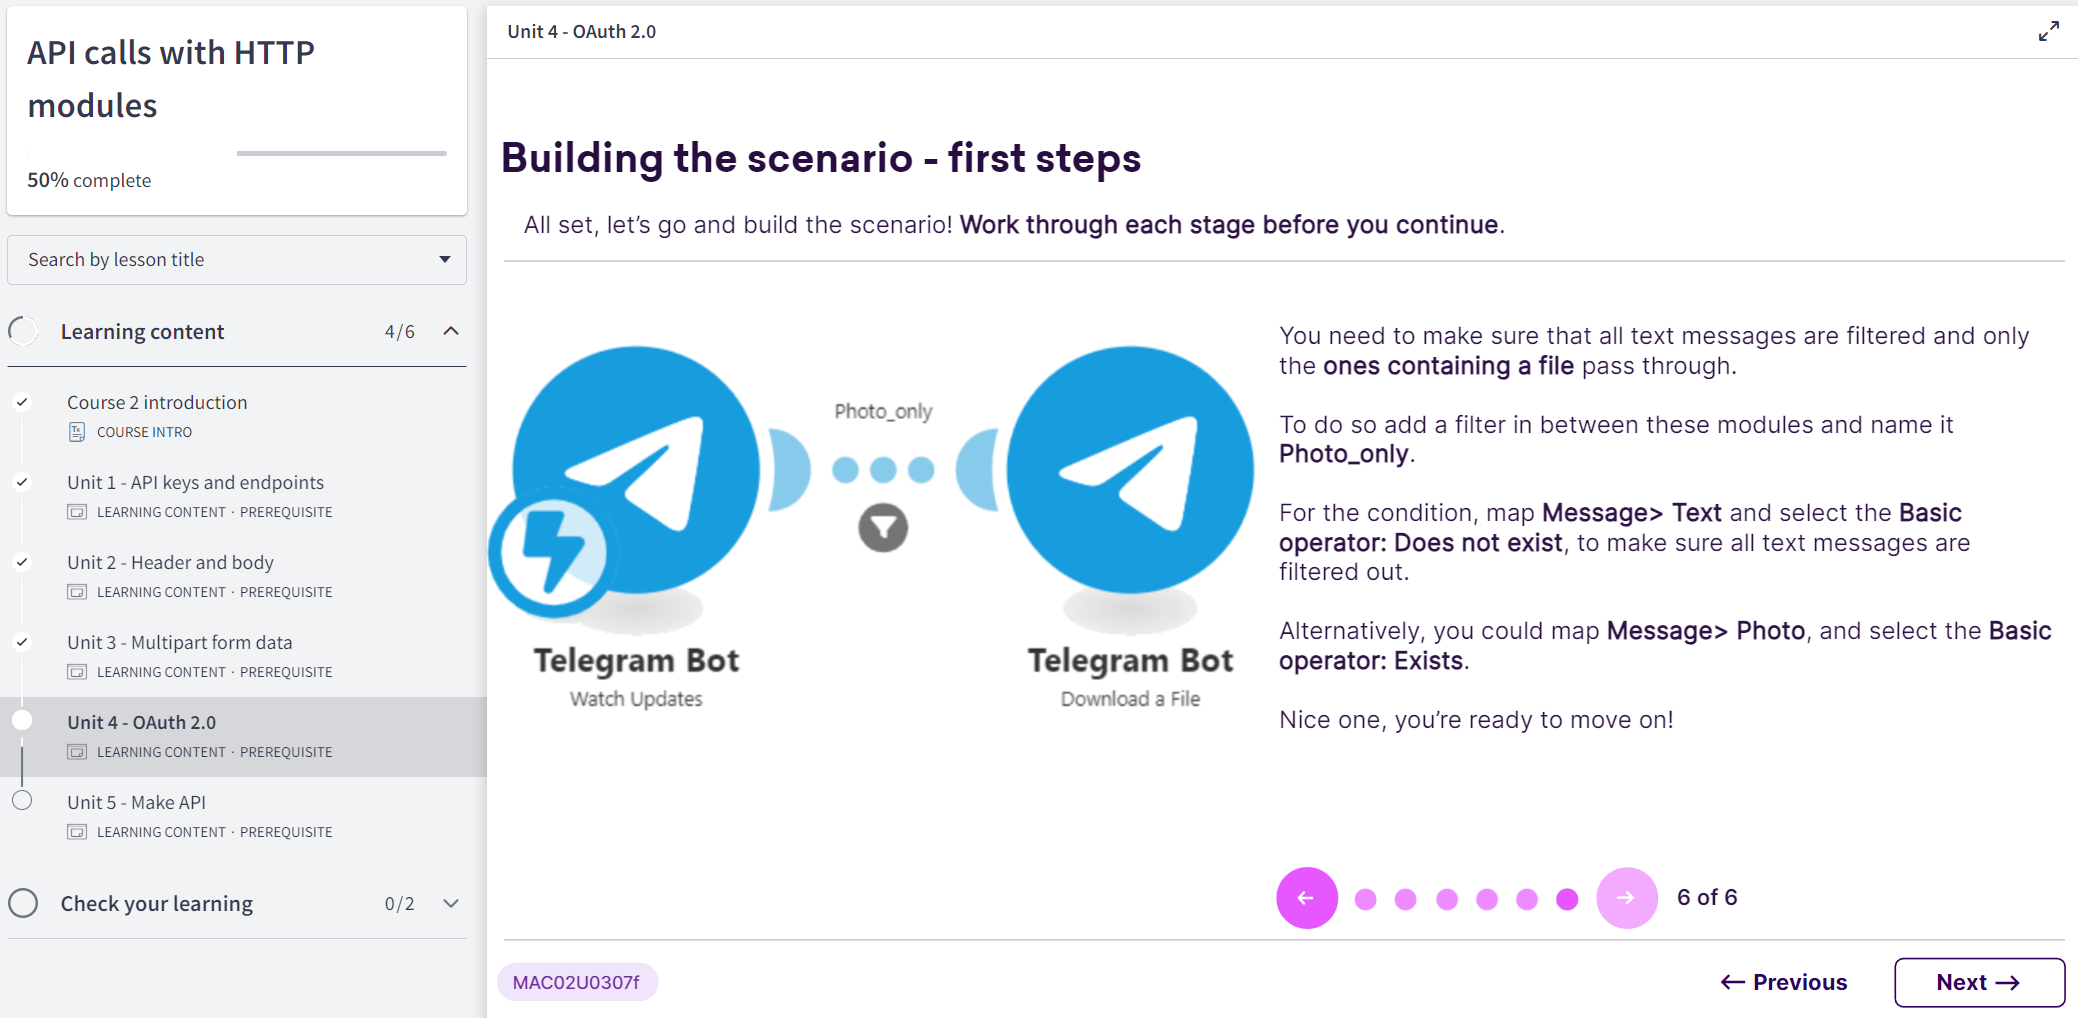 API calls with HTTP
modules
50% complete
Search by lesson title
Learning content 4/6
Course 2 introduction
Tx COURSE INTRO
Unit 1 - API keys and endpoints
LEARNING CONTENT · PREREQUISITE
Unit 2 - Header and body
LEARNING CONTENT · PREREQUISITE
Unit 3 - Multipart form data
LEARNING CONTENT · PREREQUISITE
Unit 4 - OAuth 2.0
LEARNING CONTENT · PREREQUISITE
Unit 5 - Make API
LEARNING CONTENT · PREREQUISITE
Check your learning 0/2
Unit 4 - OAuth 2.0
Building the scenario - first steps
All set, let’s go and build the scenario! Work through each stage before you continue.
Photo_only
Telegram Bot
Watch Updates
Telegram Bot
Download a File
You need to make sure that all text messages are filtered and only
the ones containing a file pass through.
To do so add a filter in between these modules and name it
Photo_only.
For the condition, map Message> Text and select the Basic
operator: Does not exist, to make sure all text messages are
filtered out.
Alternatively, you could map Message> Photo, and select the Basic
operator: Exists.
Nice one, you’re ready to move on!
6 of 6
MAC02U0307f
← Previous
Next →